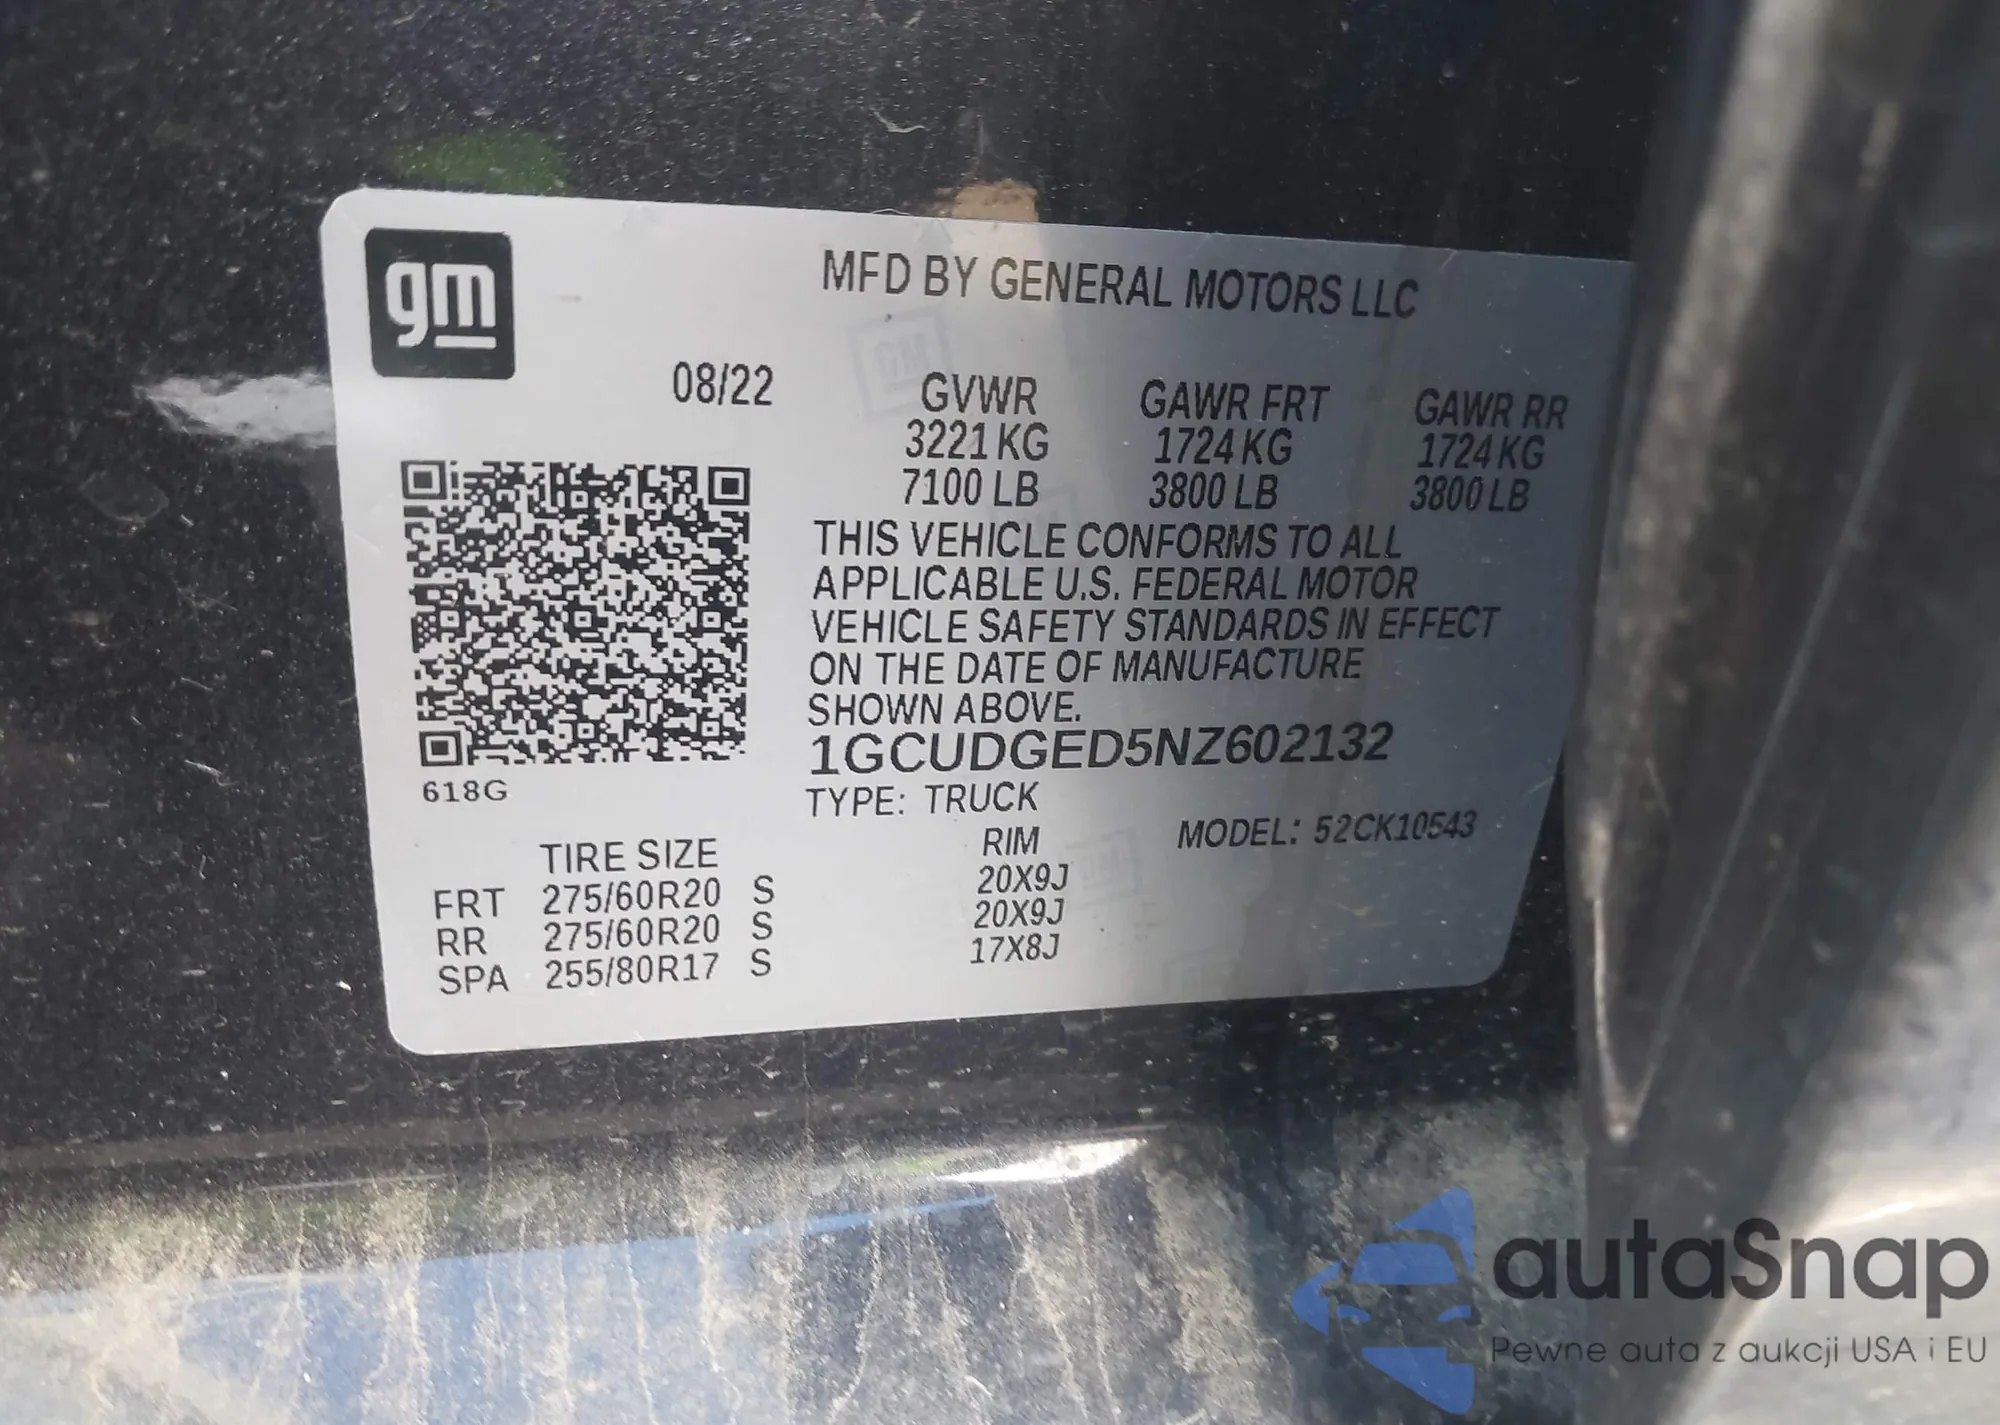 gm
MFD BY GENERAL MOTORS LLC
08/22
GVWR GAWR FRT GAWR RR
3221 KG 1724 KG 1724 KG
7100 LB 3800 LB 3800 LB
THIS VEHICLE CONFORMS TO ALL
APPLICABLE U.S. FEDERAL MOTOR
VEHICLE SAFETY STANDARDS IN EFFECT
ON THE DATE OF MANUFACTURE
SHOWN ABOVE.
1GCUDGED5NZ602132
618G
TYPE: TRUCK
MODEL: 52CK10543
TIRE SIZE RIM
FRT 275/60R20 S 20X9J
RR 275/60R20 S 20X9J
SPA 255/80R17 S 17X8J
autaSnap
Pewne auta z aukcji USA i EU